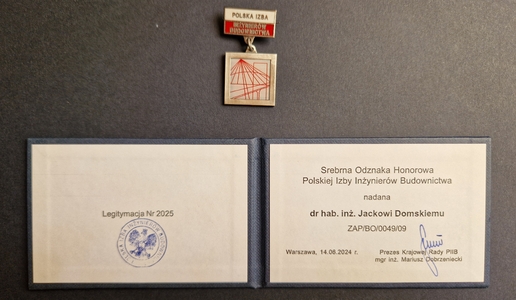 POLSKA IZBA
INŻYNIERÓW
BUDOWNICTWA
Legitymacja Nr 2025
Srebrna Odznaka Honorowa
Polskiej Izby Inżynierów Budownictwa
nadana
dr hab. inż. Jackowi Domskiemu
ZAP/BO/0049/09
Warszawa, 14.06.2024 r.
Prezes Krajowej Rady PIIB
mgr inż. Mariusz Dobrzeniecki